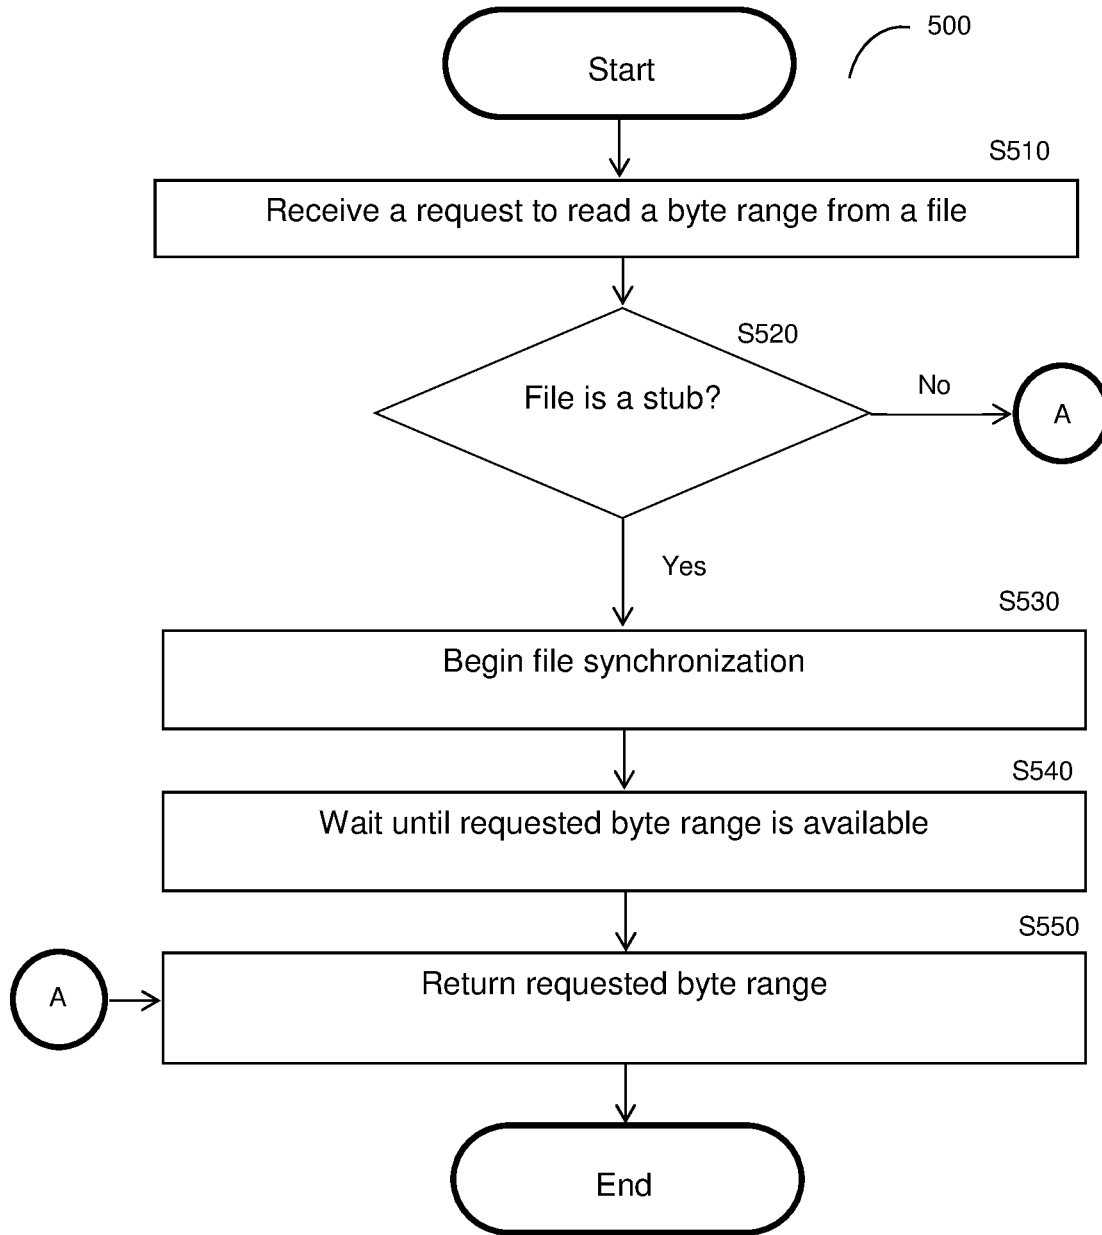 Start
500
S510
Receive a request to read a byte range from a file
S520
File is a stub?
No
A
Yes
S530
Begin file synchronization
S540
Wait until requested byte range is available
S550
A
Return requested byte range
End